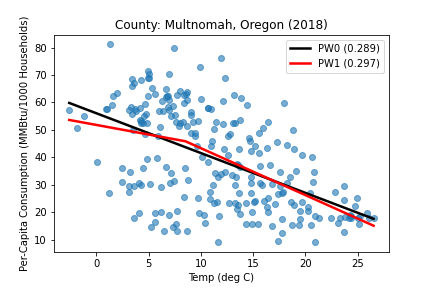 County: Multnomah, Oregon (2018)
PW0 (0.289)
PW1 (0.297)
Per-Capita Consumption (MMBtu/1000 Households)
80
70
60
50
40
30
20
10
0 5 10 15 20 25
Temp (deg C)